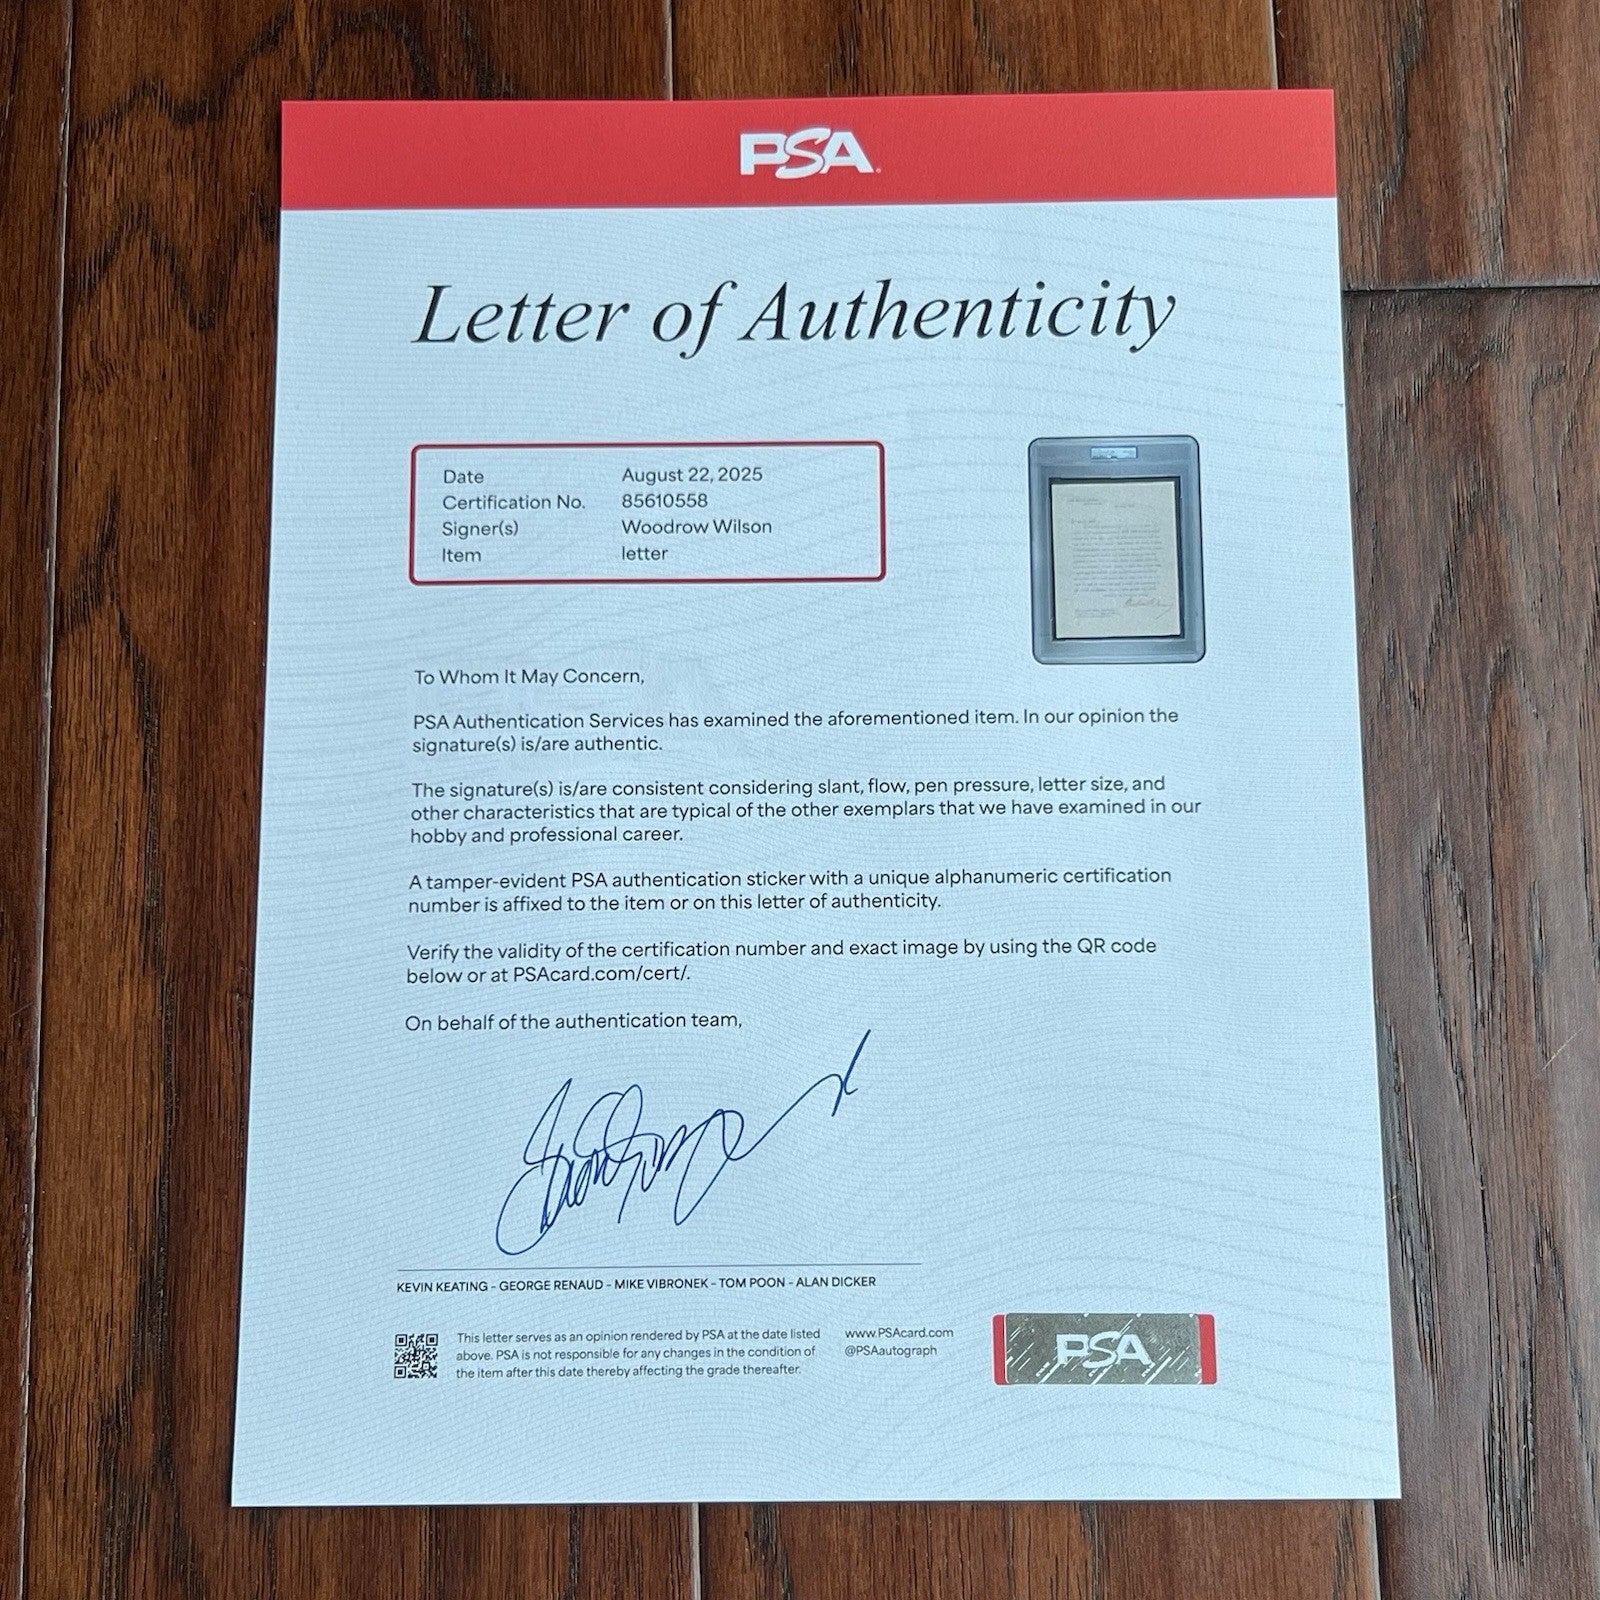 PSA
Letter of Authenticity
Date August 22, 2025
Certification No. 85610558
Signer(s) Woodrow Wilson
Item letter
To Whom It May Concern,
PSA Authentication Services has examined the aforementioned item. In our opinion the
signature(s) is/are authentic.
The signature(s) is/are consistent considering slant, flow, pen pressure, letter size, and
other characteristics that are typical of the other exemplars that we have examined in our
hobby and professional career.
A tamper-evident PSA authentication sticker with a unique alphanumeric certification
number is affixed to the item or on this letter of authenticity.
Verify the validity of the certification number and exact image by using the QR code
below or at PSAcard.com/cert/.
On behalf of the authentication team,
KEVIN KEATING - GEORGE RENAUD - MIKE VIBRONEK - TOM POON - ALAN DICKER
This letter serves as an opinion rendered by PSA at the date listed
above. PSA is not responsible for any changes in the condition of
the item after this date thereby affecting the grade thereafter.
www.PSAcard.com
@PSAautograph
PSA